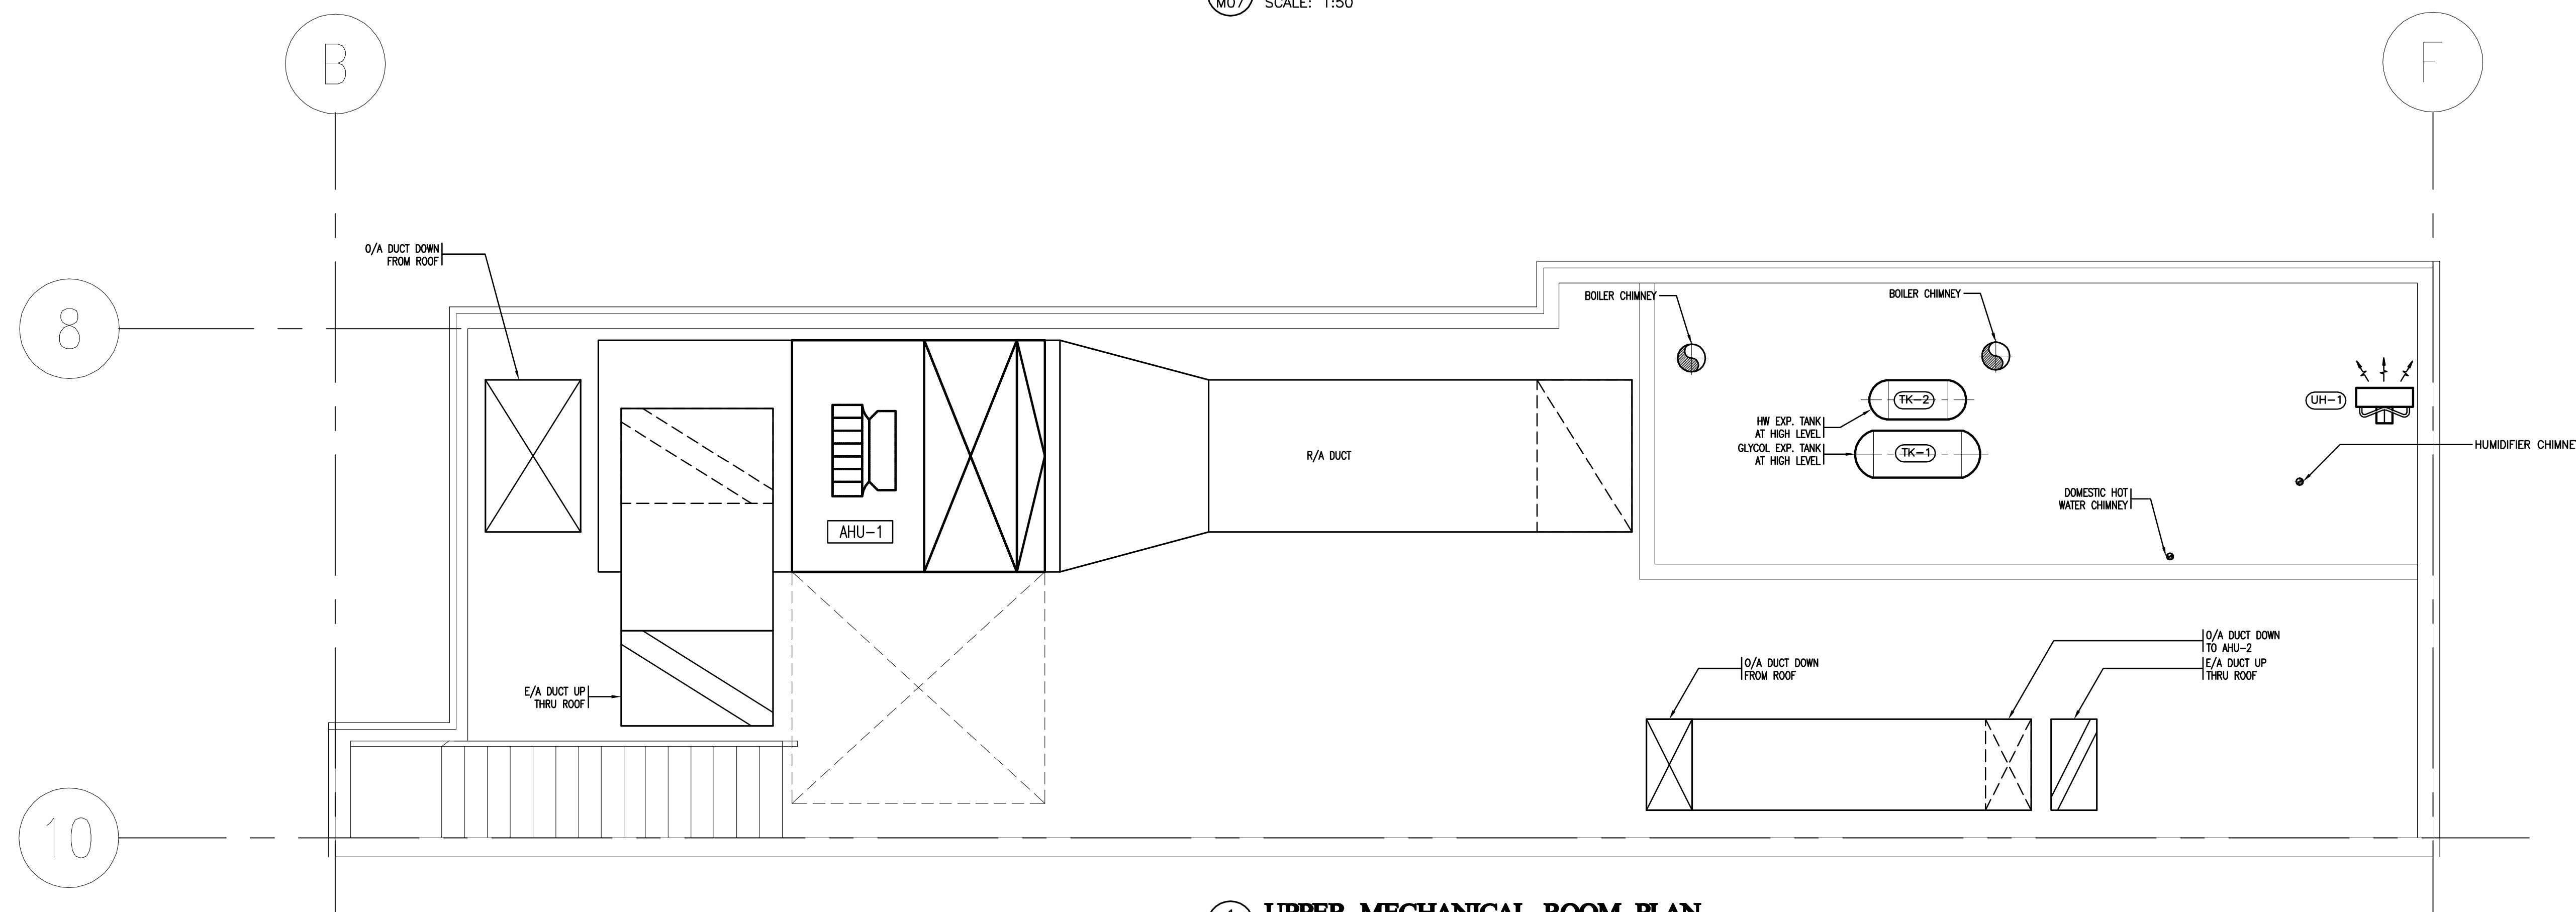 M07 SCALE: 1:50
B
F
8
10
O/A DUCT DOWN
FROM ROOF
BOILER CHIMNEY
BOILER CHIMNEY
TK-2
UH-1
HW EXP. TANK
AT HIGH LEVEL
GLYCOL EXP. TANK
AT HIGH LEVEL
TK-1
HUMIDIFIER CHIMNEY
R/A DUCT
DOMESTIC HOT
WATER CHIMNEY
AHU-1
E/A DUCT UP
THRU ROOF
O/A DUCT DOWN
FROM ROOF
O/A DUCT DOWN
TO AHU-2
E/A DUCT UP
THRU ROOF
UPPER MECHANICAL ROOM PLAN